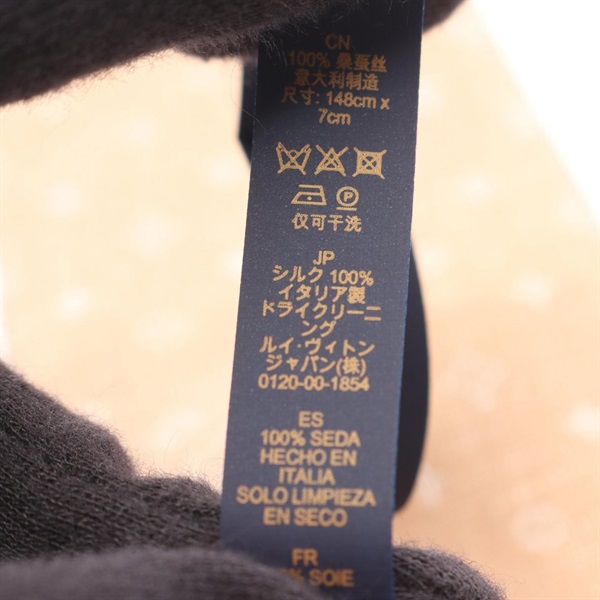 CN
100% 桑蚕丝
意大利制造
尺寸: 148cm x
7cm
P
仅可干洗
JP
シルク 100%
イタリア製
ドライクリーニ
ング
ルイ・ヴィトン
ジャパン(株)
0120-00-1854
ES
100% SEDA
HECHO EN
ITALIA
SOLO LIMPIEZA
EN SECO
FR
SOIE